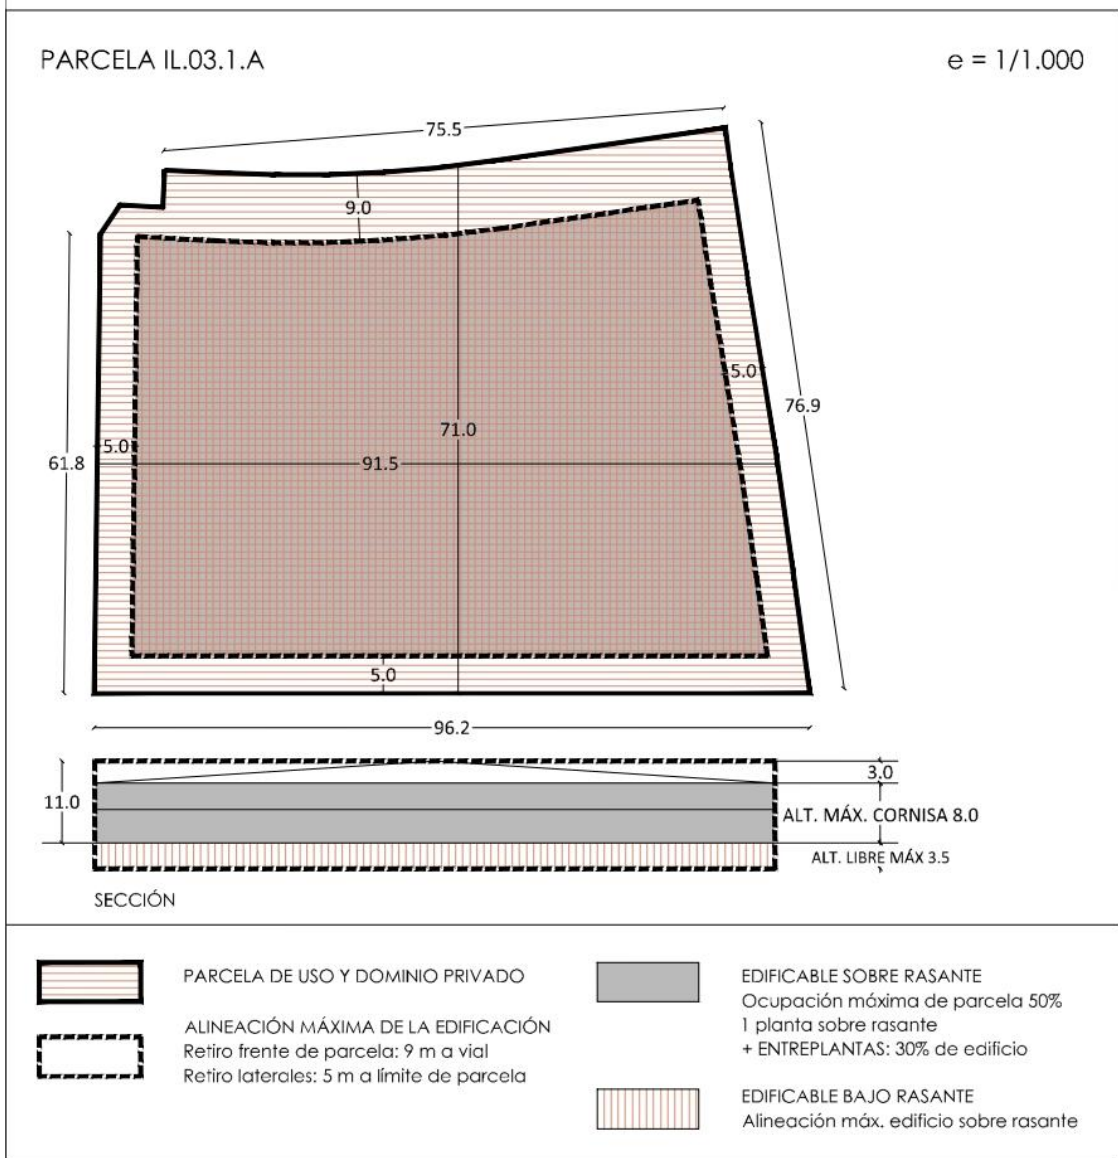 PARCELA IL.03.1.A
e = 1/1.000
75.5
9.0
5.0
76.9
71.0
5.0
61.8
91.5
5.0
96.2
3.0
11.0
ALT. MÁX. CORNISA 8.0
ALT. LIBRE MÁX 3.5
SECCIÓN
PARCELA DE USO Y DOMINIO PRIVADO
ALINEACIÓN MÁXIMA DE LA EDIFICACIÓN
Retiro frente de parcela: 9 m a vial
Retiro laterales: 5 m a límite de parcela
EDIFICABLE SOBRE RASANTE
Ocupación máxima de parcela 50%
1 planta sobre rasante
+ ENTREPLANTAS: 30% de edificio
EDIFICABLE BAJO RASANTE
Alineación máx. edificio sobre rasante